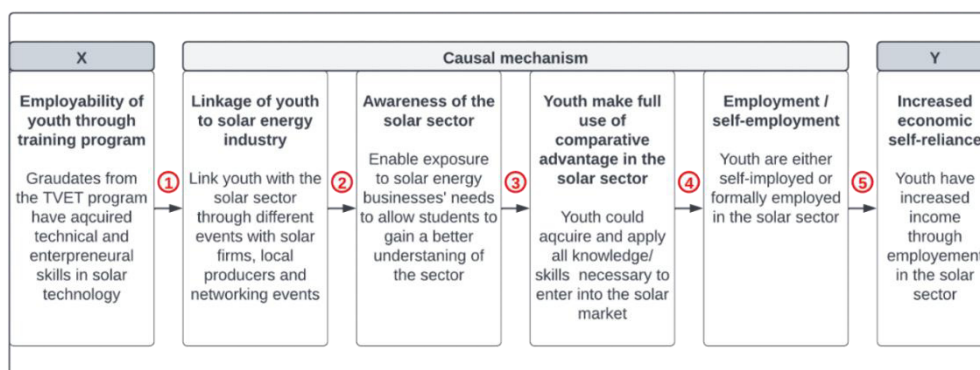 X
Causal mechanism
Y
Employability of
youth through
training program
Graudates from
the TVET program
have aqcuired
technical and
enterpreneural
skills in solar
technology
1
Linkage of youth
to solar energy
industry
Link youth with the
solar sector
through different
events with solar
firms, local
producers and
networking events
2
Awareness of the
solar sector
Enable exposure
to solar energy
businesses' needs
to allow students to
gain a better
understaning of
the sector
3
Youth make full
use of
comparative
advantage in the
solar sector
Youth could
aqcuire and apply
all knowledge/
skills necessary to
enter into the solar
market
4
Employment /
self-employment
Youth are either
self-imployed or
formally employed
in the solar sector
5
Increased
economic
self-reliance
Youth have
increased
income
through
employement
in the solar
sector